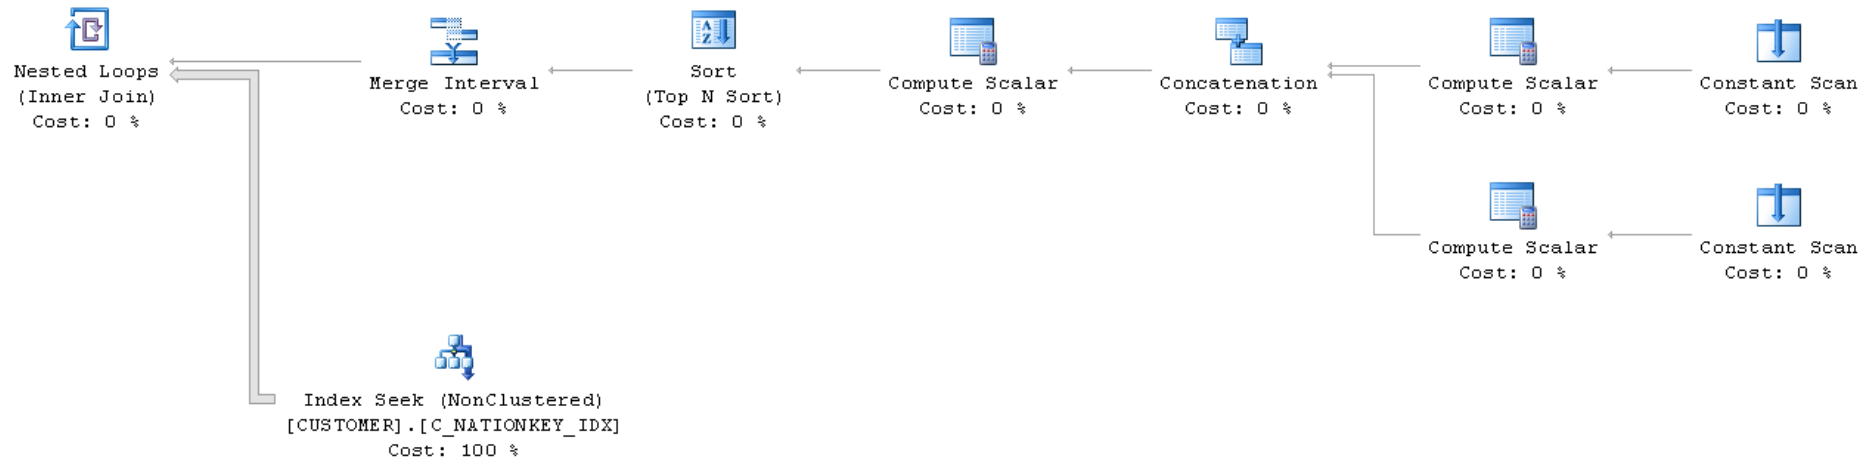 Nested Loops
(Inner Join)
Cost: 0 %
Merge Interval
Cost: 0 %
Sort
(Top N Sort)
Cost: 0 %
Compute Scalar
Cost: 0 %
Concatenation
Cost: 0 %
Compute Scalar
Cost: 0 %
Constant Scan
Cost: 0 %
Compute Scalar
Cost: 0 %
Constant Scan
Cost: 0 %
Index Seek (NonClustered)
[CUSTOMER].[C_NATIONKEY_IDX]
Cost: 100 %